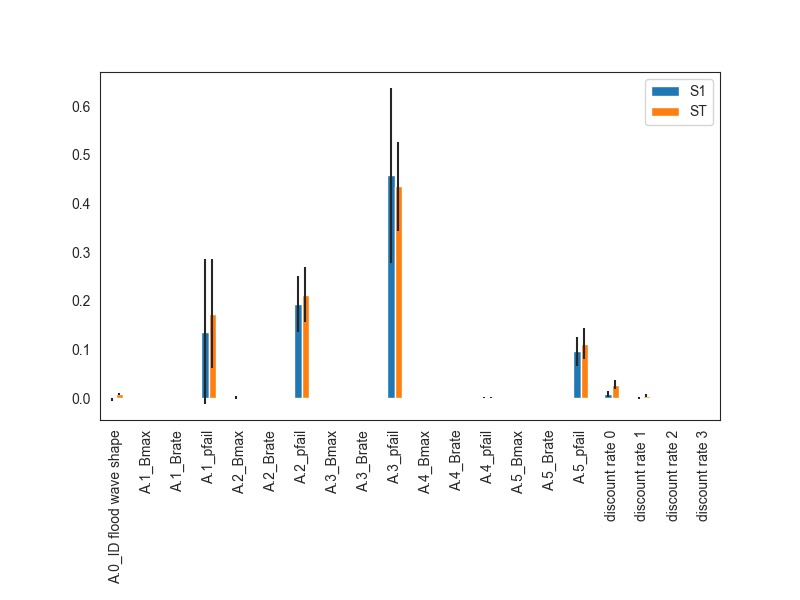 S1
ST
0.6
0.5
0.4
0.3
0.2
0.1
0.0
A.0_ID flood wave shape
A.1_Bmax
A.1_Brate
A.1_pfail
A.2_Bmax
A.2_Brate
A.2_pfail
A.3_Bmax
A.3_Brate
A.3_pfail
A.4_Bmax
A.4_Brate
A.4_pfail
A.5_Bmax
A.5_Brate
A.5_pfail
discount rate 0
discount rate 1
discount rate 2
discount rate 3